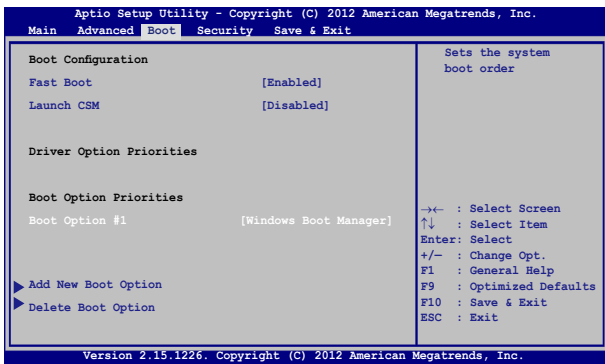 Aptio Setup Utility - Copyright (C) 2012 American Megatrends, Inc.
Main Advanced Boot Security Save & Exit
Boot Configuration
Fast Boot [Enabled]
Launch CSM [Disabled]
Driver Option Priorities
Boot Option Priorities
Boot Option #1 [Windows Boot Manager]
Add New Boot Option
Delete Boot Option
Sets the system
boot order
→← : Select Screen
↑↓ : Select Item
Enter: Select
+/— : Change Opt.
F1 : General Help
F9 : Optimized Defaults
F10 : Save & Exit
ESC : Exit
Version 2.15.1226. Copyright (C) 2012 American Megatrends, Inc.